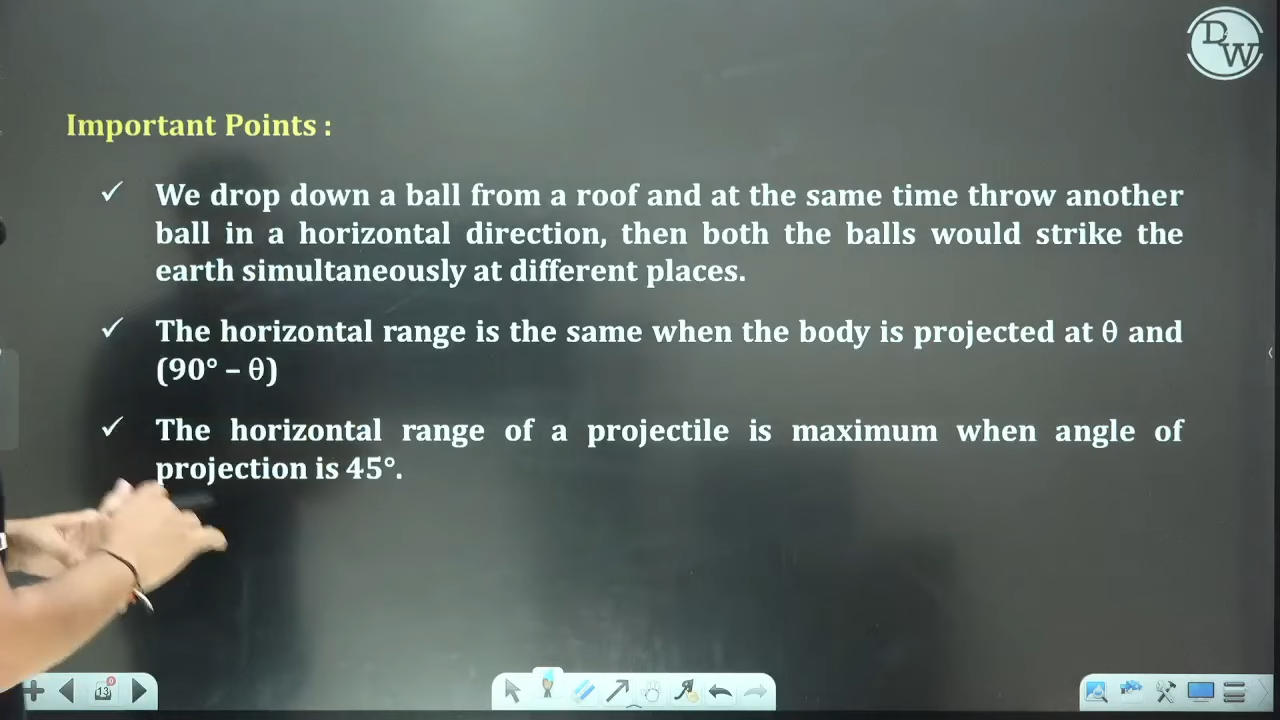 DW
Important Points :
✓ We drop down a ball from a roof and at the same time throw another
ball in a horizontal direction, then both the balls would strike the
earth simultaneously at different places.
✓ The horizontal range is the same when the body is projected at θ and
(90° – θ)
✓ The horizontal range of a projectile is maximum when angle of
projection is 45°.
13
0